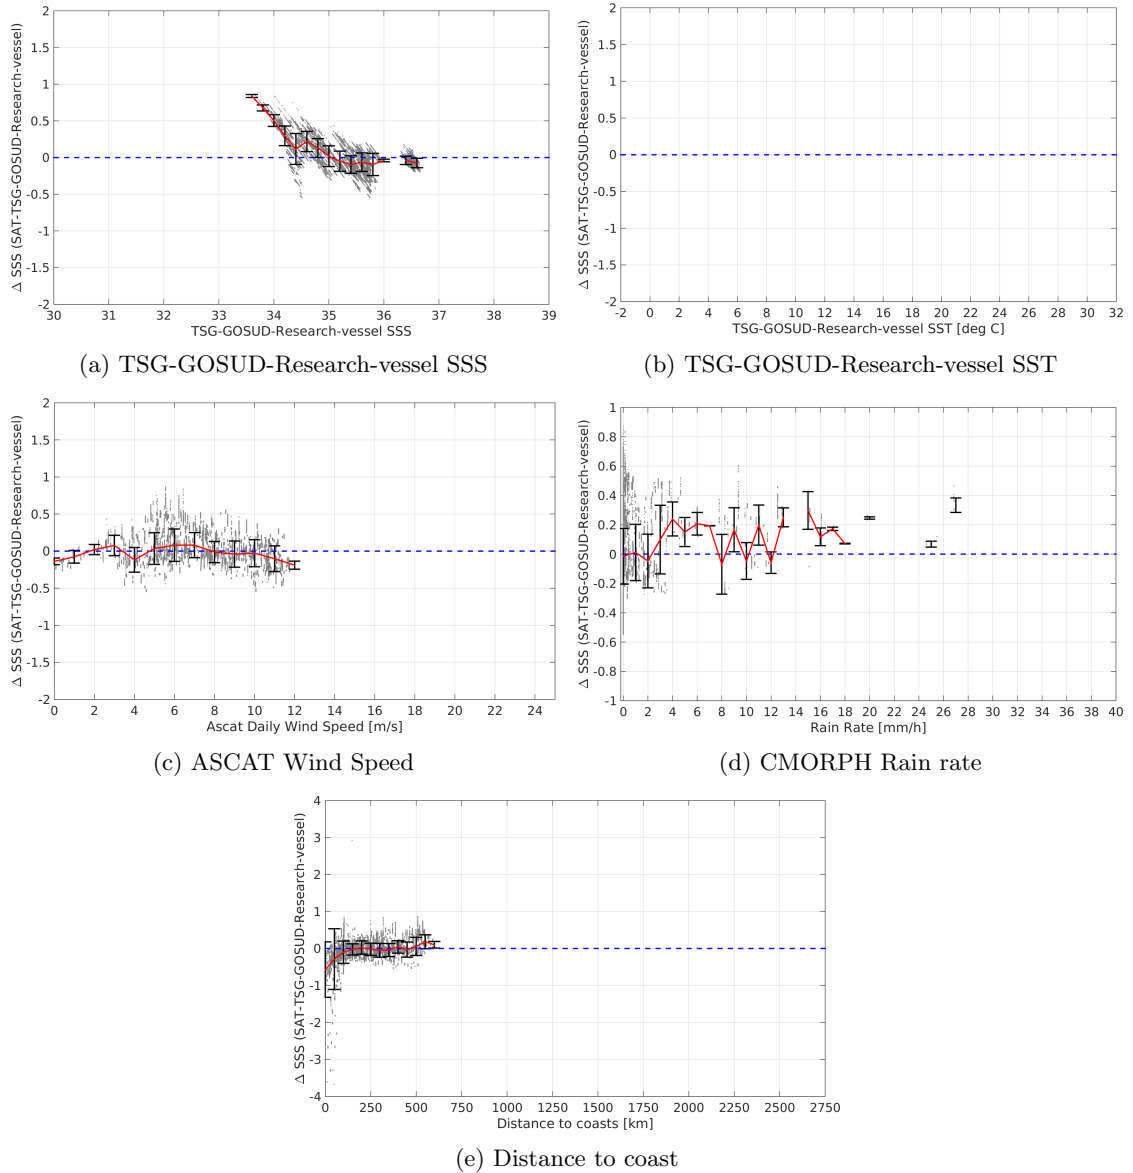 Δ SSS (SAT-TSG-GOSUD-Research-vessel)
2
1.5
1
0.5
0
-0.5
-1
-1.5
-2
30 31 32 33 34 35 36 37 38 39
TSG-GOSUD-Research-vessel SSS
(a) TSG-GOSUD-Research-vessel SSS
Δ SSS (SAT-TSG-GOSUD-Research-vessel)
2
1.5
1
0.5
0
-0.5
-1
-1.5
-2
-2 0 2 4 6 8 10 12 14 16 18 20 22 24 26 28 30 32
TSG-GOSUD-Research-vessel SST [deg C]
(b) TSG-GOSUD-Research-vessel SST
Δ SSS (SAT-TSG-GOSUD-Research-vessel)
2
1.5
1
0.5
0
-0.5
-1
-1.5
-2
0 2 4 6 8 10 12 14 16 18 20 22 24
Ascat Daily Wind Speed [m/s]
(c) ASCAT Wind Speed
Δ SSS (SAT-TSG-GOSUD-Research-vessel)
1
0.8
0.6
0.4
0.2
0
-0.2
-0.4
-0.6
-0.8
-1
0 2 4 6 8 10 12 14 16 18 20 22 24 26 28 30 32 34 36 38 40
Rain Rate [mm/h]
(d) CMORPH Rain rate
Δ SSS (SAT-TSG-GOSUD-Research-vessel)
4
3
2
1
0
-1
-2
-3
-4
0 250 500 750 1000 1250 1500 1750 2000 2250 2500 2750
Distance to coasts [km]
(e) Distance to coast